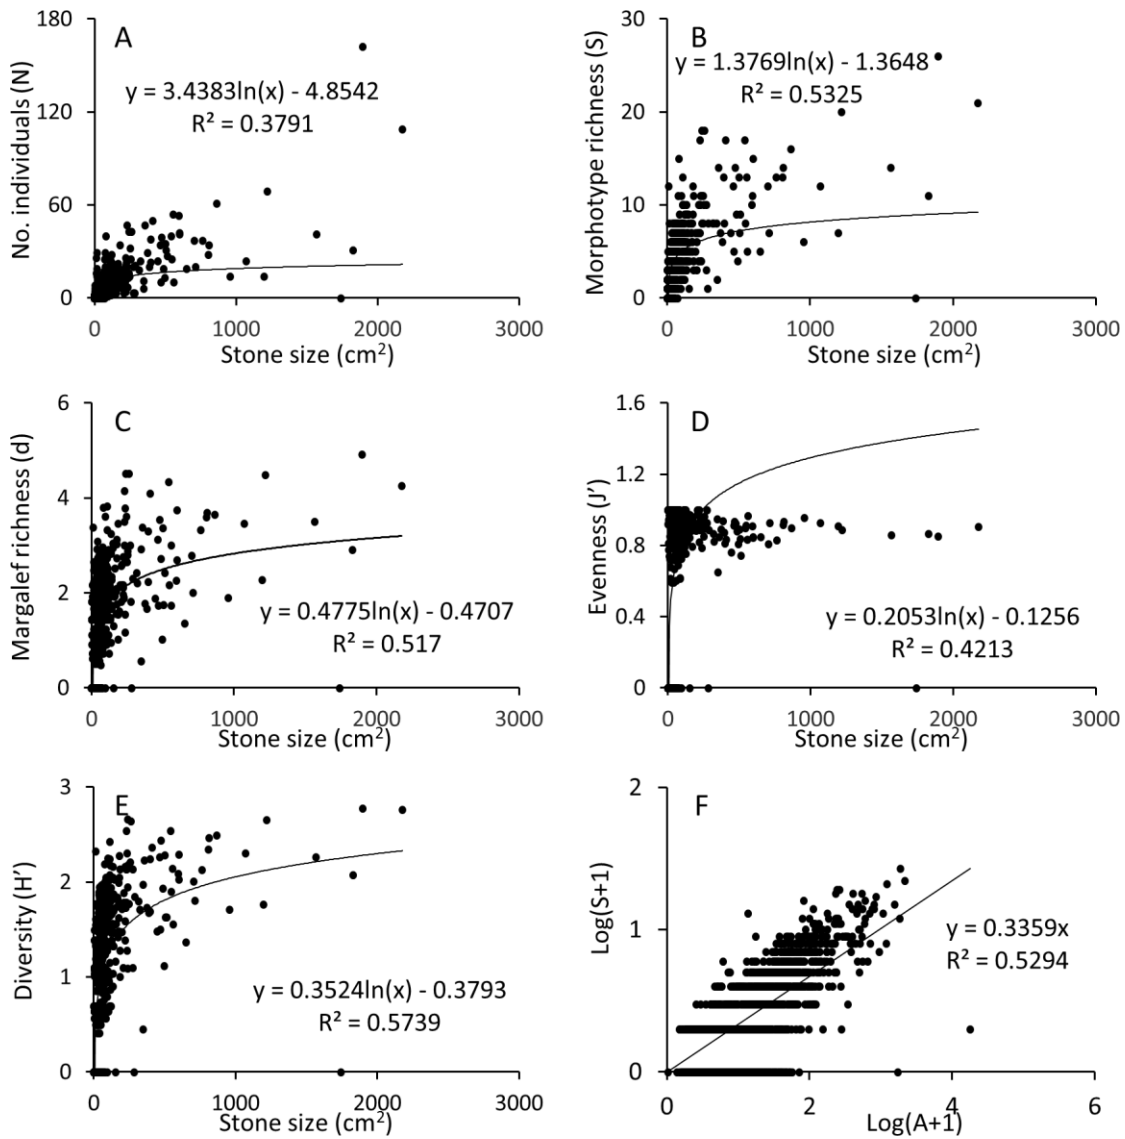 A
y = 3.4383ln(x) - 4.8542
R² = 0.3791
No. individuals (N)
180
120
60
0
0 1000 2000 3000
Stone size (cm²)
B
y = 1.3769ln(x) - 1.3648
R² = 0.5325
Morphotype richness (S)
30
20
10
0
0 1000 2000 3000
Stone size (cm²)
C
y = 0.4775ln(x) - 0.4707
R² = 0.517
Margalef richness (d)
6
4
2
0
0 1000 2000 3000
Stone size (cm²)
D
y = 0.2053ln(x) - 0.1256
R² = 0.4213
Evenness (J’)
1.6
1.2
0.8
0.4
0
0 1000 2000 3000
Stone size (cm²)
E
y = 0.3524ln(x) - 0.3793
R² = 0.5739
Diversity (H’)
3
2
1
0
0 1000 2000 3000
Stone size (cm²)
F
y = 0.3359x
R² = 0.5294
Log(S+1)
2
1
0
0 2 4 6
Log(A+1)